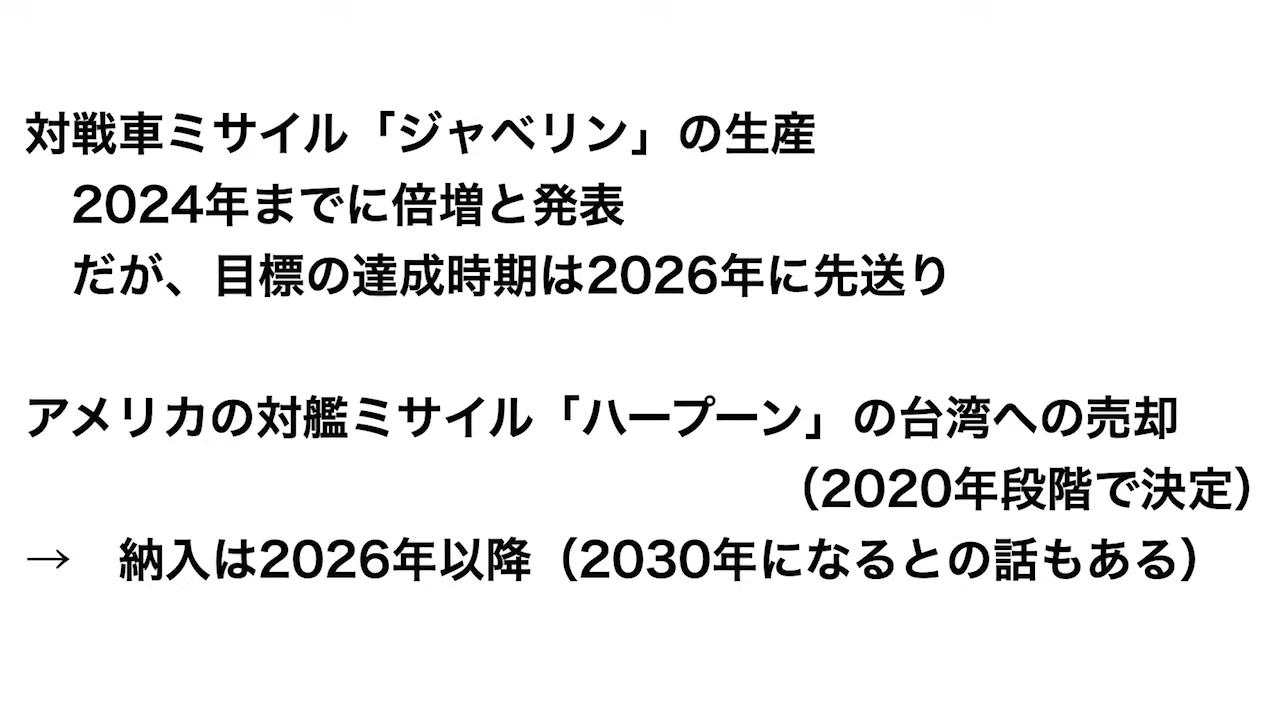 対戦車ミサイル「ジャベリン」の生産
2024年までに倍増と発表
だが、目標の達成時期は2026年に先送り
アメリカの対艦ミサイル「ハープーン」の台湾への売却
（2020年段階で決定）
→　納入は2026年以降（2030年になるとの話もある）